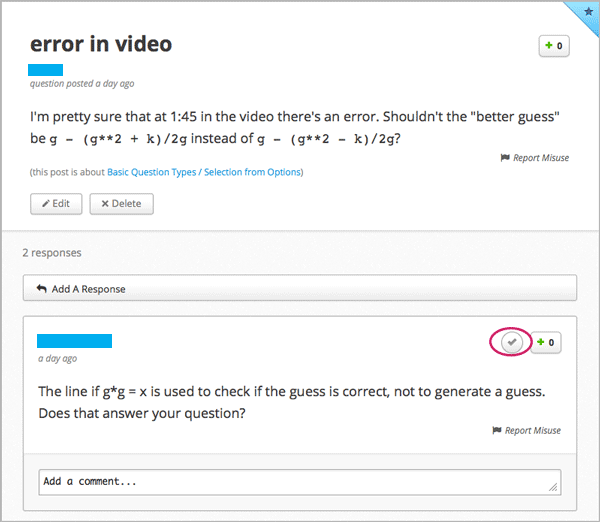 error in video
+ 0
question posted a day ago
I'm pretty sure that at 1:45 in the video there's an error. Shouldn't the "better guess"
be g – (g**2 + k)/2g instead of g – (g**2 – k)/2g?
Report Misuse
(this post is about Basic Question Types / Selection from Options)
Edit
Delete
2 responses
Add A Response
+ 0
a day ago
The line if g*g = x is used to check if the guess is correct, not to generate a guess.
Does that answer your question?
Report Misuse
Add a comment...